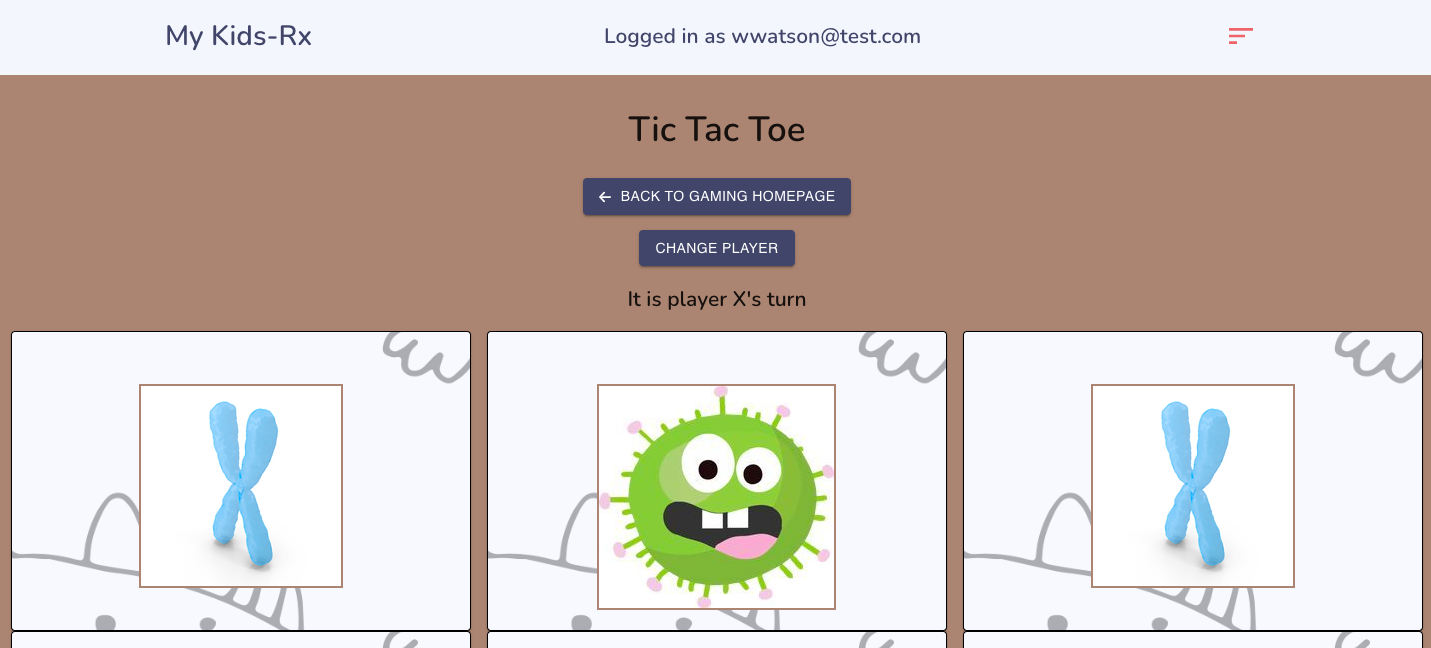 My Kids-Rx
Logged in as wwatson@test.com
Tic Tac Toe
BACK TO GAMING HOMEPAGE
CHANGE PLAYER
It is player X's turn